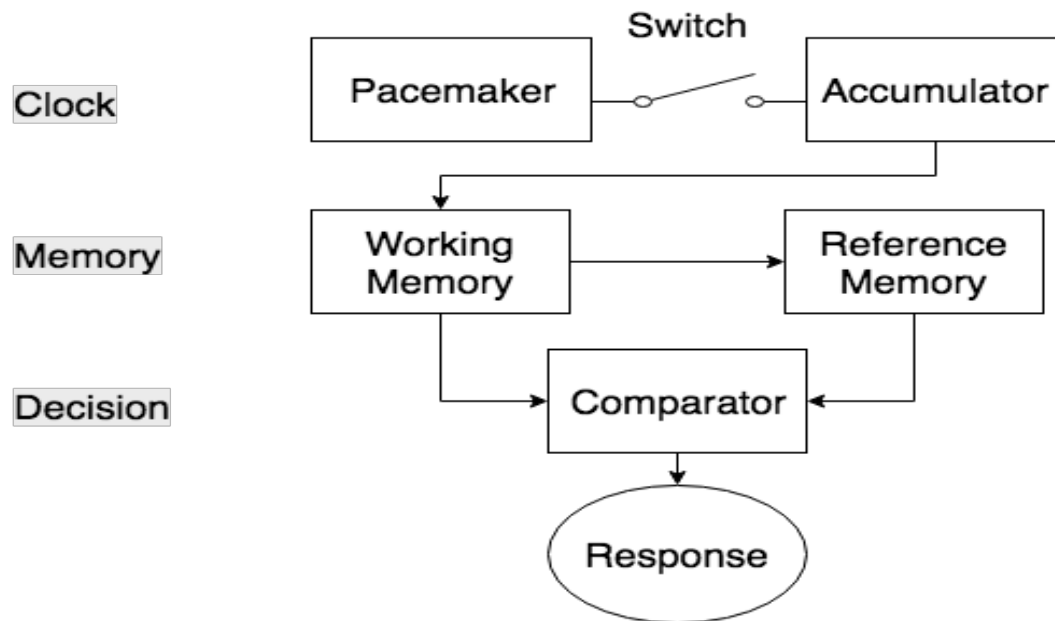 Switch
Clock
Pacemaker
Accumulator
Memory
Working
Memory
Reference
Memory
Decision
Comparator
Response